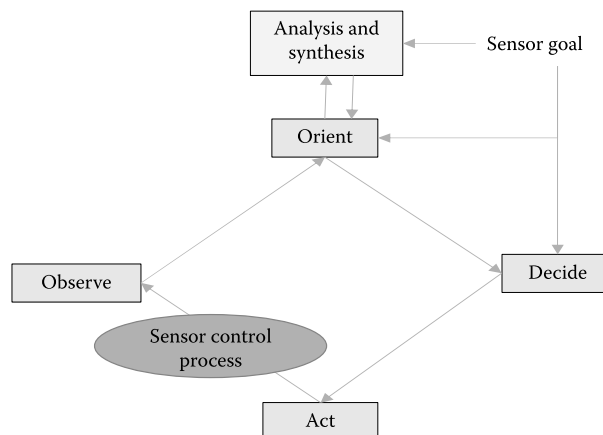 Analysis and
synthesis
Sensor goal
Orient
Observe
Decide
Sensor control
process
Act